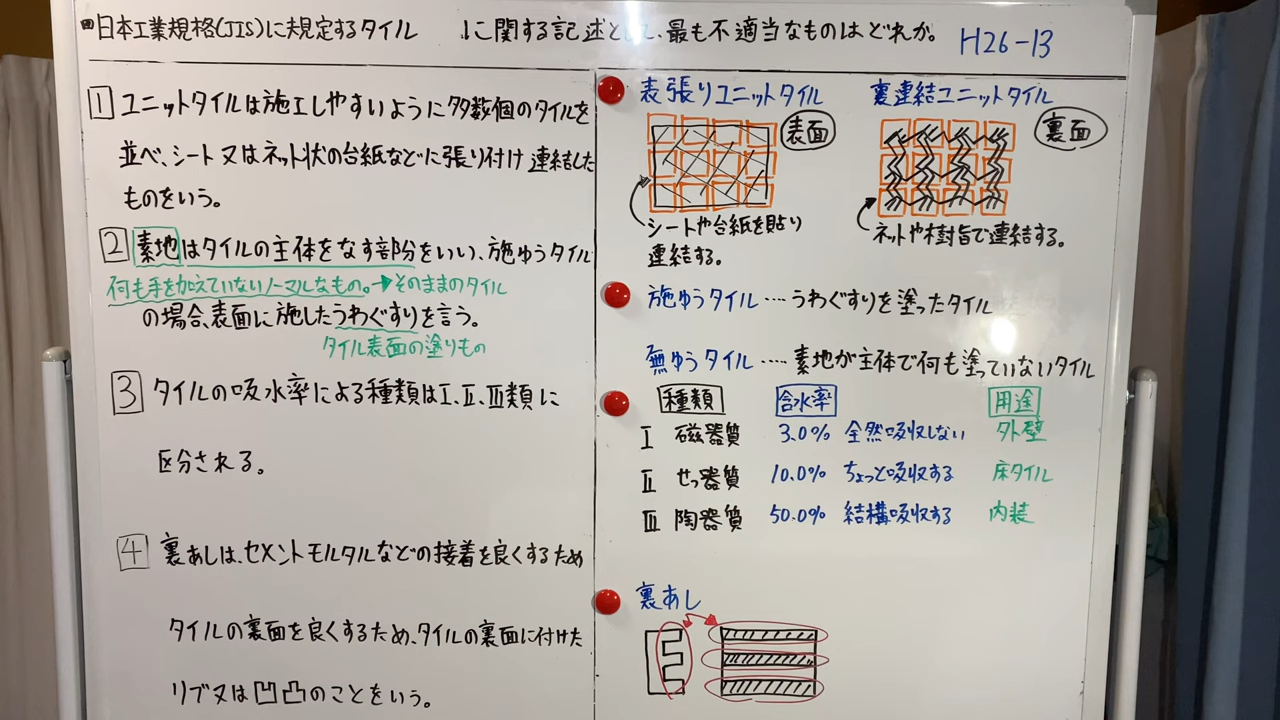 日本工業規格(JIS)に規定するタイル に関する記述として、最も不適当なものはどれか。 H26-13
1 ユニットタイルは施工しやすいように多数個のタイルを
並べ、シート又はネット状の台紙などに張り付け連結した
ものをいう。
2 素地はタイルの主体をなす部分をいい、施ゆうタイル
何も手を加えていないノーマルなもの。→そのままのタイル
の場合、表面に施したうわぐすりを言う。
タイル表面の塗りもの
3 タイルの吸水率による種類はⅠ、Ⅱ、Ⅲ類に
区分される。
4 裏あしは、セメントモルタルなどの接着を良くするため
タイルの裏面を良くするため、タイルの裏面に付けた
リブ又は凹凸のことをいう。
表張りユニットタイル 裏連結ユニットタイル
表面 裏面
シートや台紙を貼り
連結する。
ネットや樹脂で連結する。
施ゆうタイル…うわぐすりを塗ったタイル
無ゆうタイル…素地が主体で何も塗っていないタイル
種類 含水率 用途
Ⅰ 磁器質 3.0% 全然吸収しない 外壁
Ⅱ せっ器質 10.0% ちょっと吸収する 床タイル
Ⅲ 陶器質 50.0% 結構吸収する 内装
裏あし